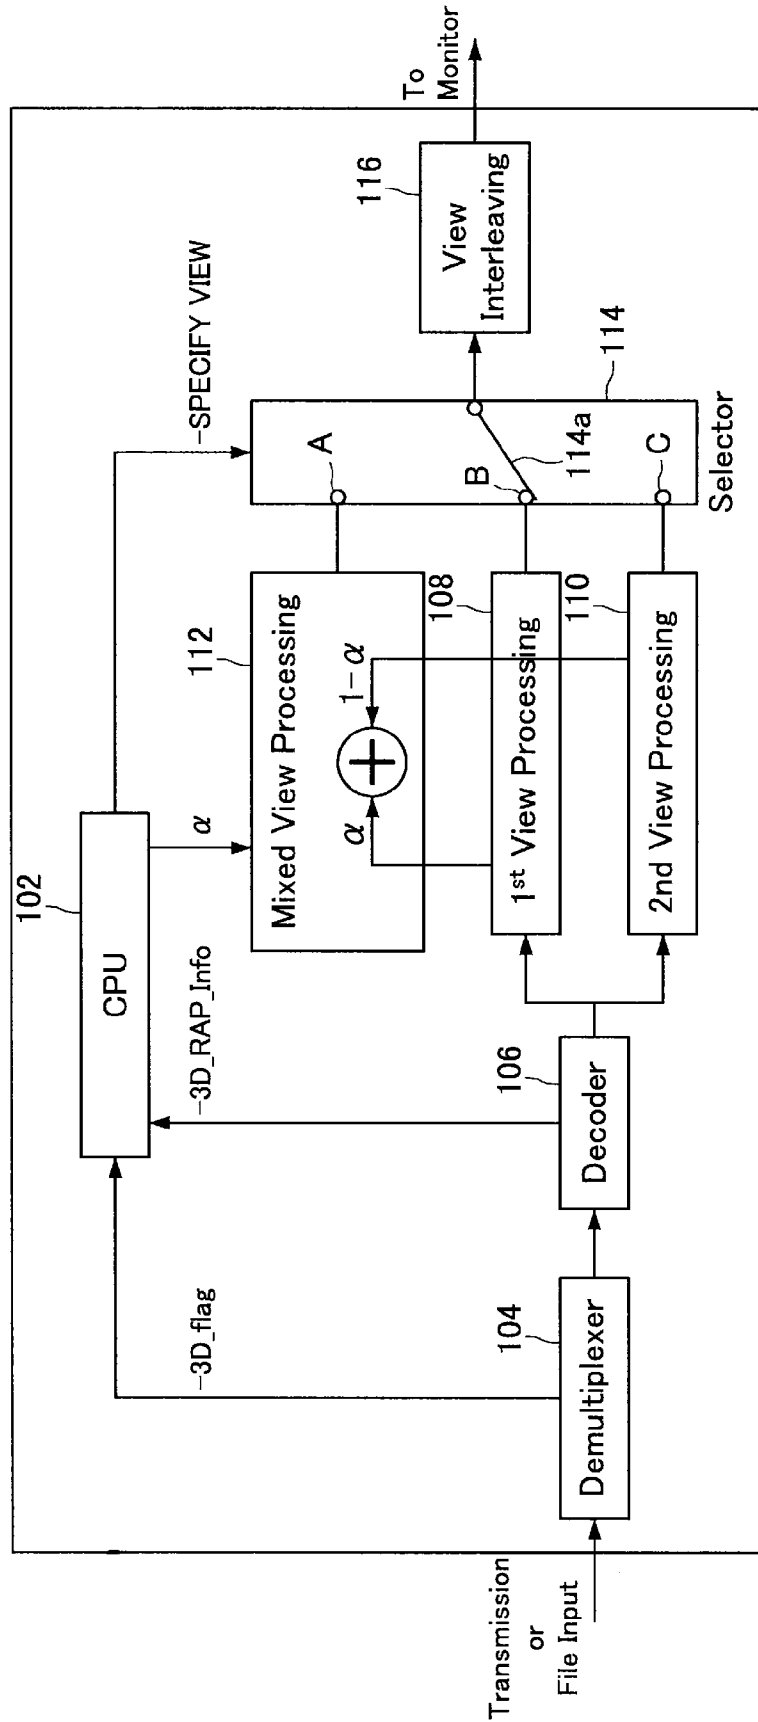 Transmission
or
File Input
Demultiplexer
104
-3D_flag
Decoder
106
-3D_RAP_Info
CPU
102
α
-SPECIFY VIEW
Mixed View Processing
112
α
1-α
+
1st View Processing
108
2nd View Processing
110
A
B
C
114a
114
Selector
View
Interleaving
116
To
Monitor